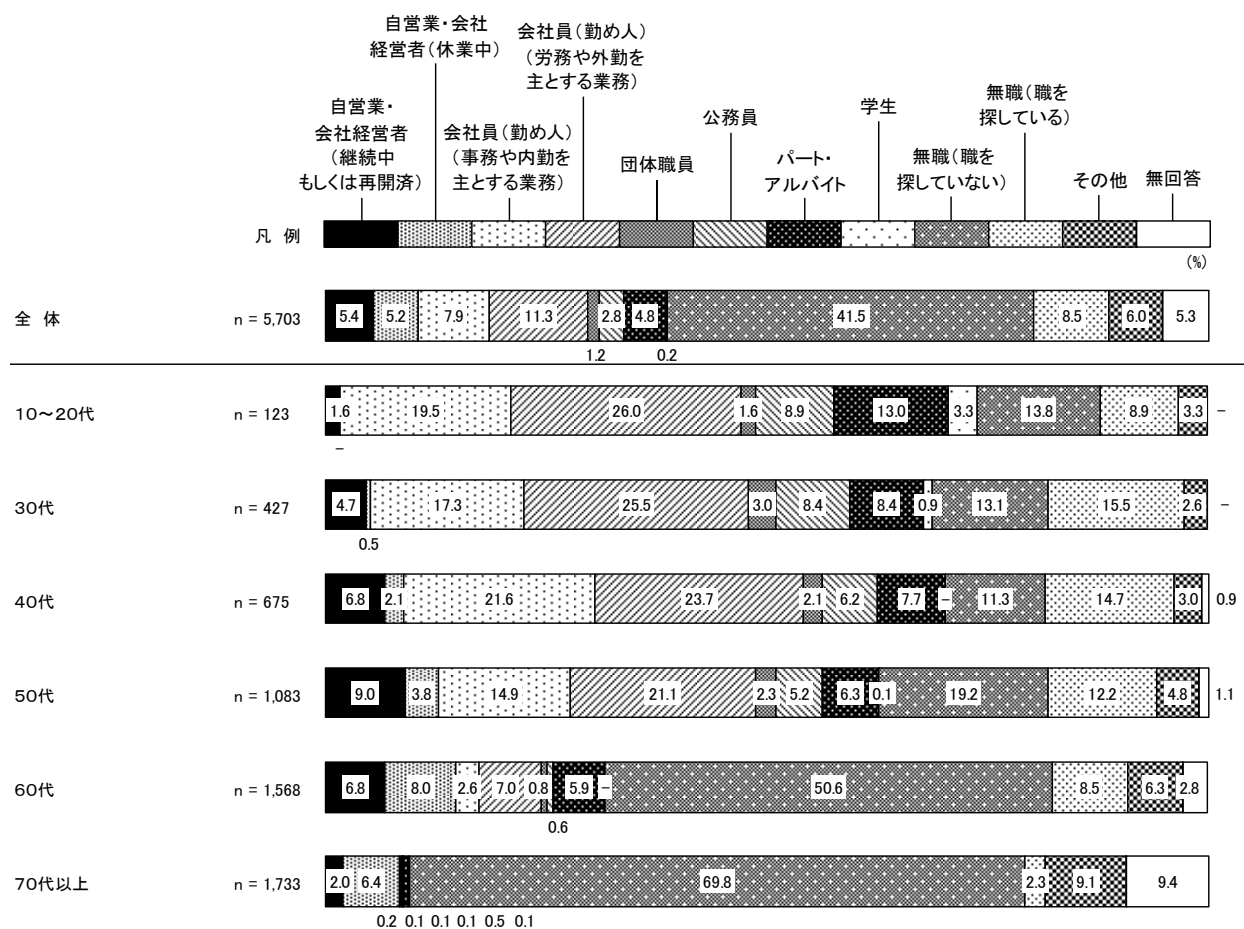 自営業・会社
経営者(休業中)
会社員(勤め人)
(労務や外勤を
主とする業務)
自営業・
会社経営者
(継続中
もしくは再開済)
会社員(勤め人)
(事務や内勤を
主とする業務)
団体職員
公務員
パート・
アルバイト
学生
無職(職を
探していない)
無職(職を
探している)
その他
無回答
凡 例
(%)
全 体 n = 5,703 5.4 5.2 7.9 11.3 2.8 4.8 41.5 8.5 6.0 5.3
1.2 0.2
10～20代 n = 123 1.6 19.5 26.0 1.6 8.9 13.0 3.3 13.8 8.9 3.3 -
-
30代 n = 427 4.7 17.3 25.5 3.0 8.4 8.4 0.9 13.1 15.5 2.6 -
0.5
40代 n = 675 6.8 2.1 21.6 23.7 2.1 6.2 7.7 - 11.3 14.7 3.0 0.9
50代 n = 1,083 9.0 3.8 14.9 21.1 2.3 5.2 6.3 0.1 19.2 12.2 4.8 1.1
60代 n = 1,568 6.8 8.0 2.6 7.0 0.8 5.9 - 50.6 8.5 6.3 2.8
0.6
70代以上 n = 1,733 2.0 6.4 69.8 2.3 9.1 9.4
0.2 0.1 0.1 0.1 0.5 0.1